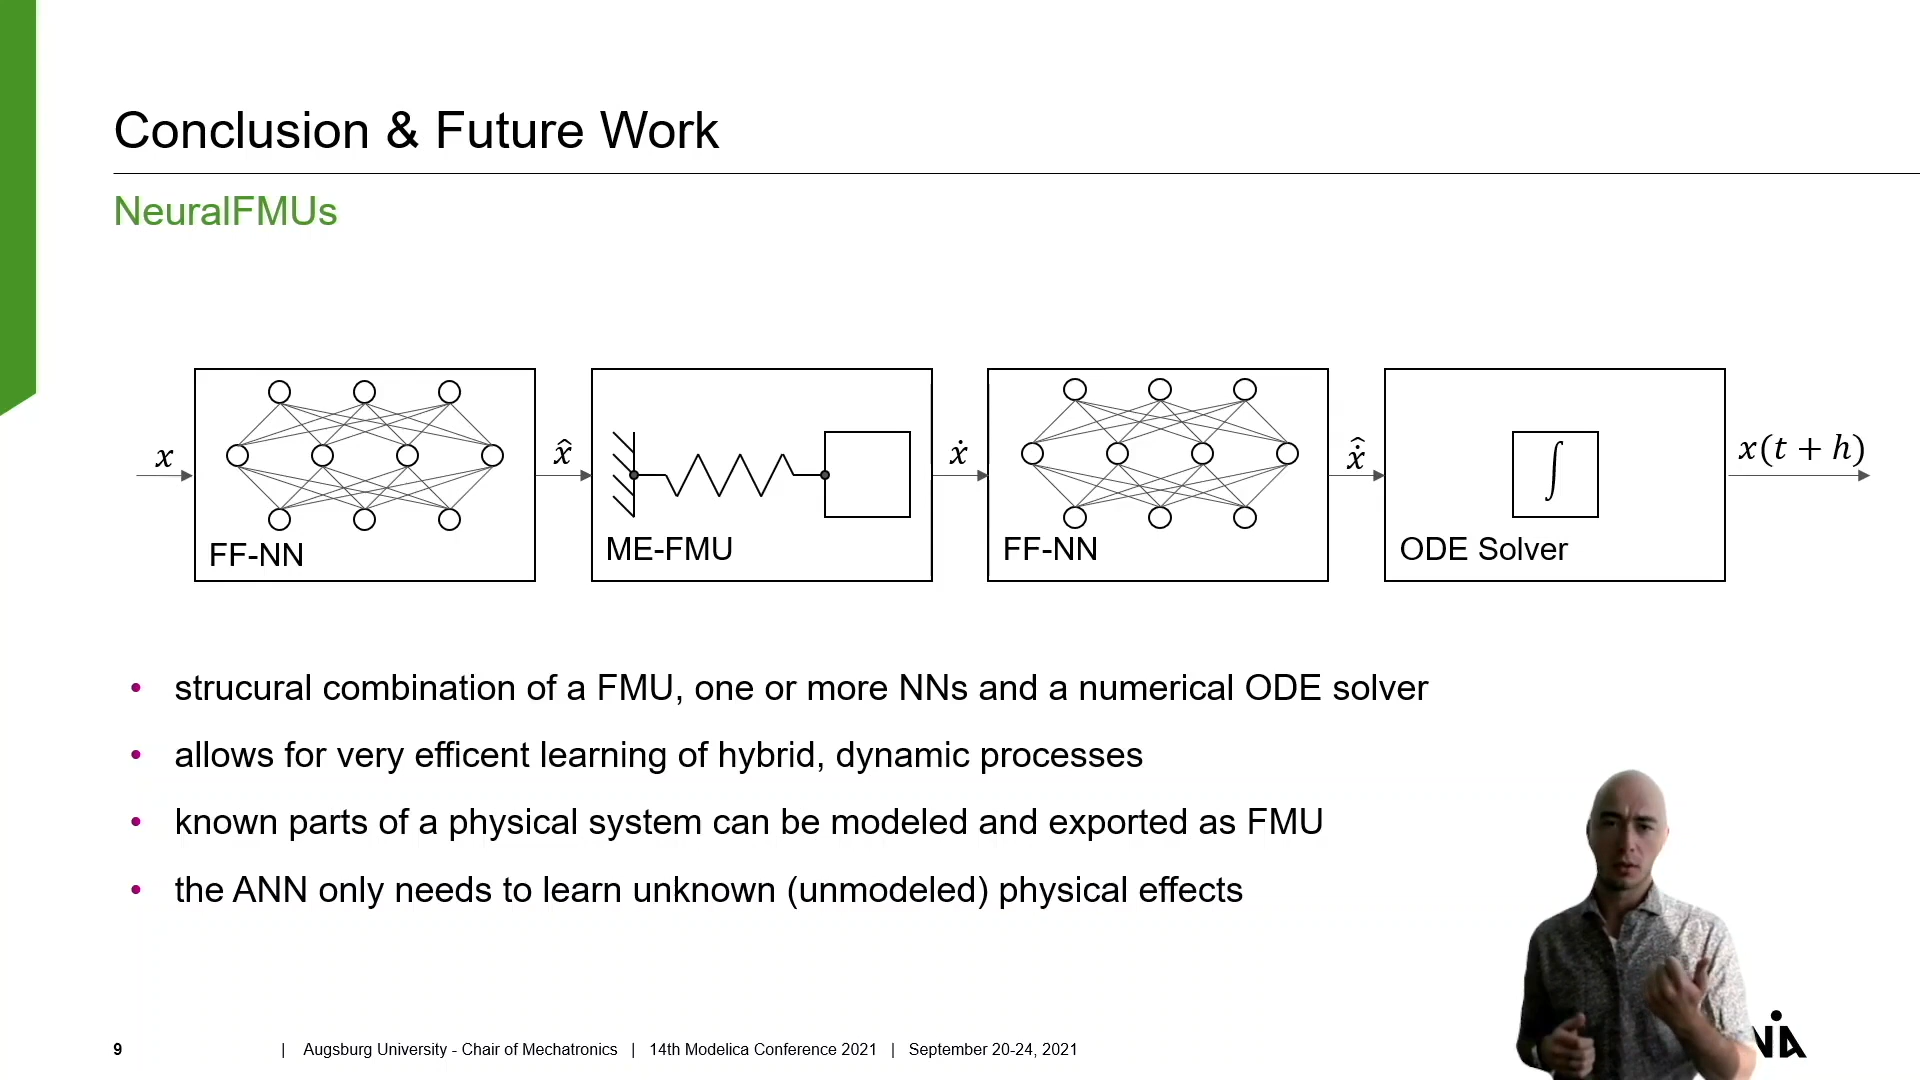 Conclusion & Future Work
NeuralFMUs
x
x̂
ẋ
ẋ̂
x(t + h)
∫
FF-NN
ME-FMU
FF-NN
ODE Solver
• strucural combination of a FMU, one or more NNs and a numerical ODE solver
• allows for very efficent learning of hybrid, dynamic processes
• known parts of a physical system can be modeled and exported as FMU
• the ANN only needs to learn unknown (unmodeled) physical effects
9 | Augsburg University - Chair of Mechatronics | 14th Modelica Conference 2021 | September 20-24, 2021